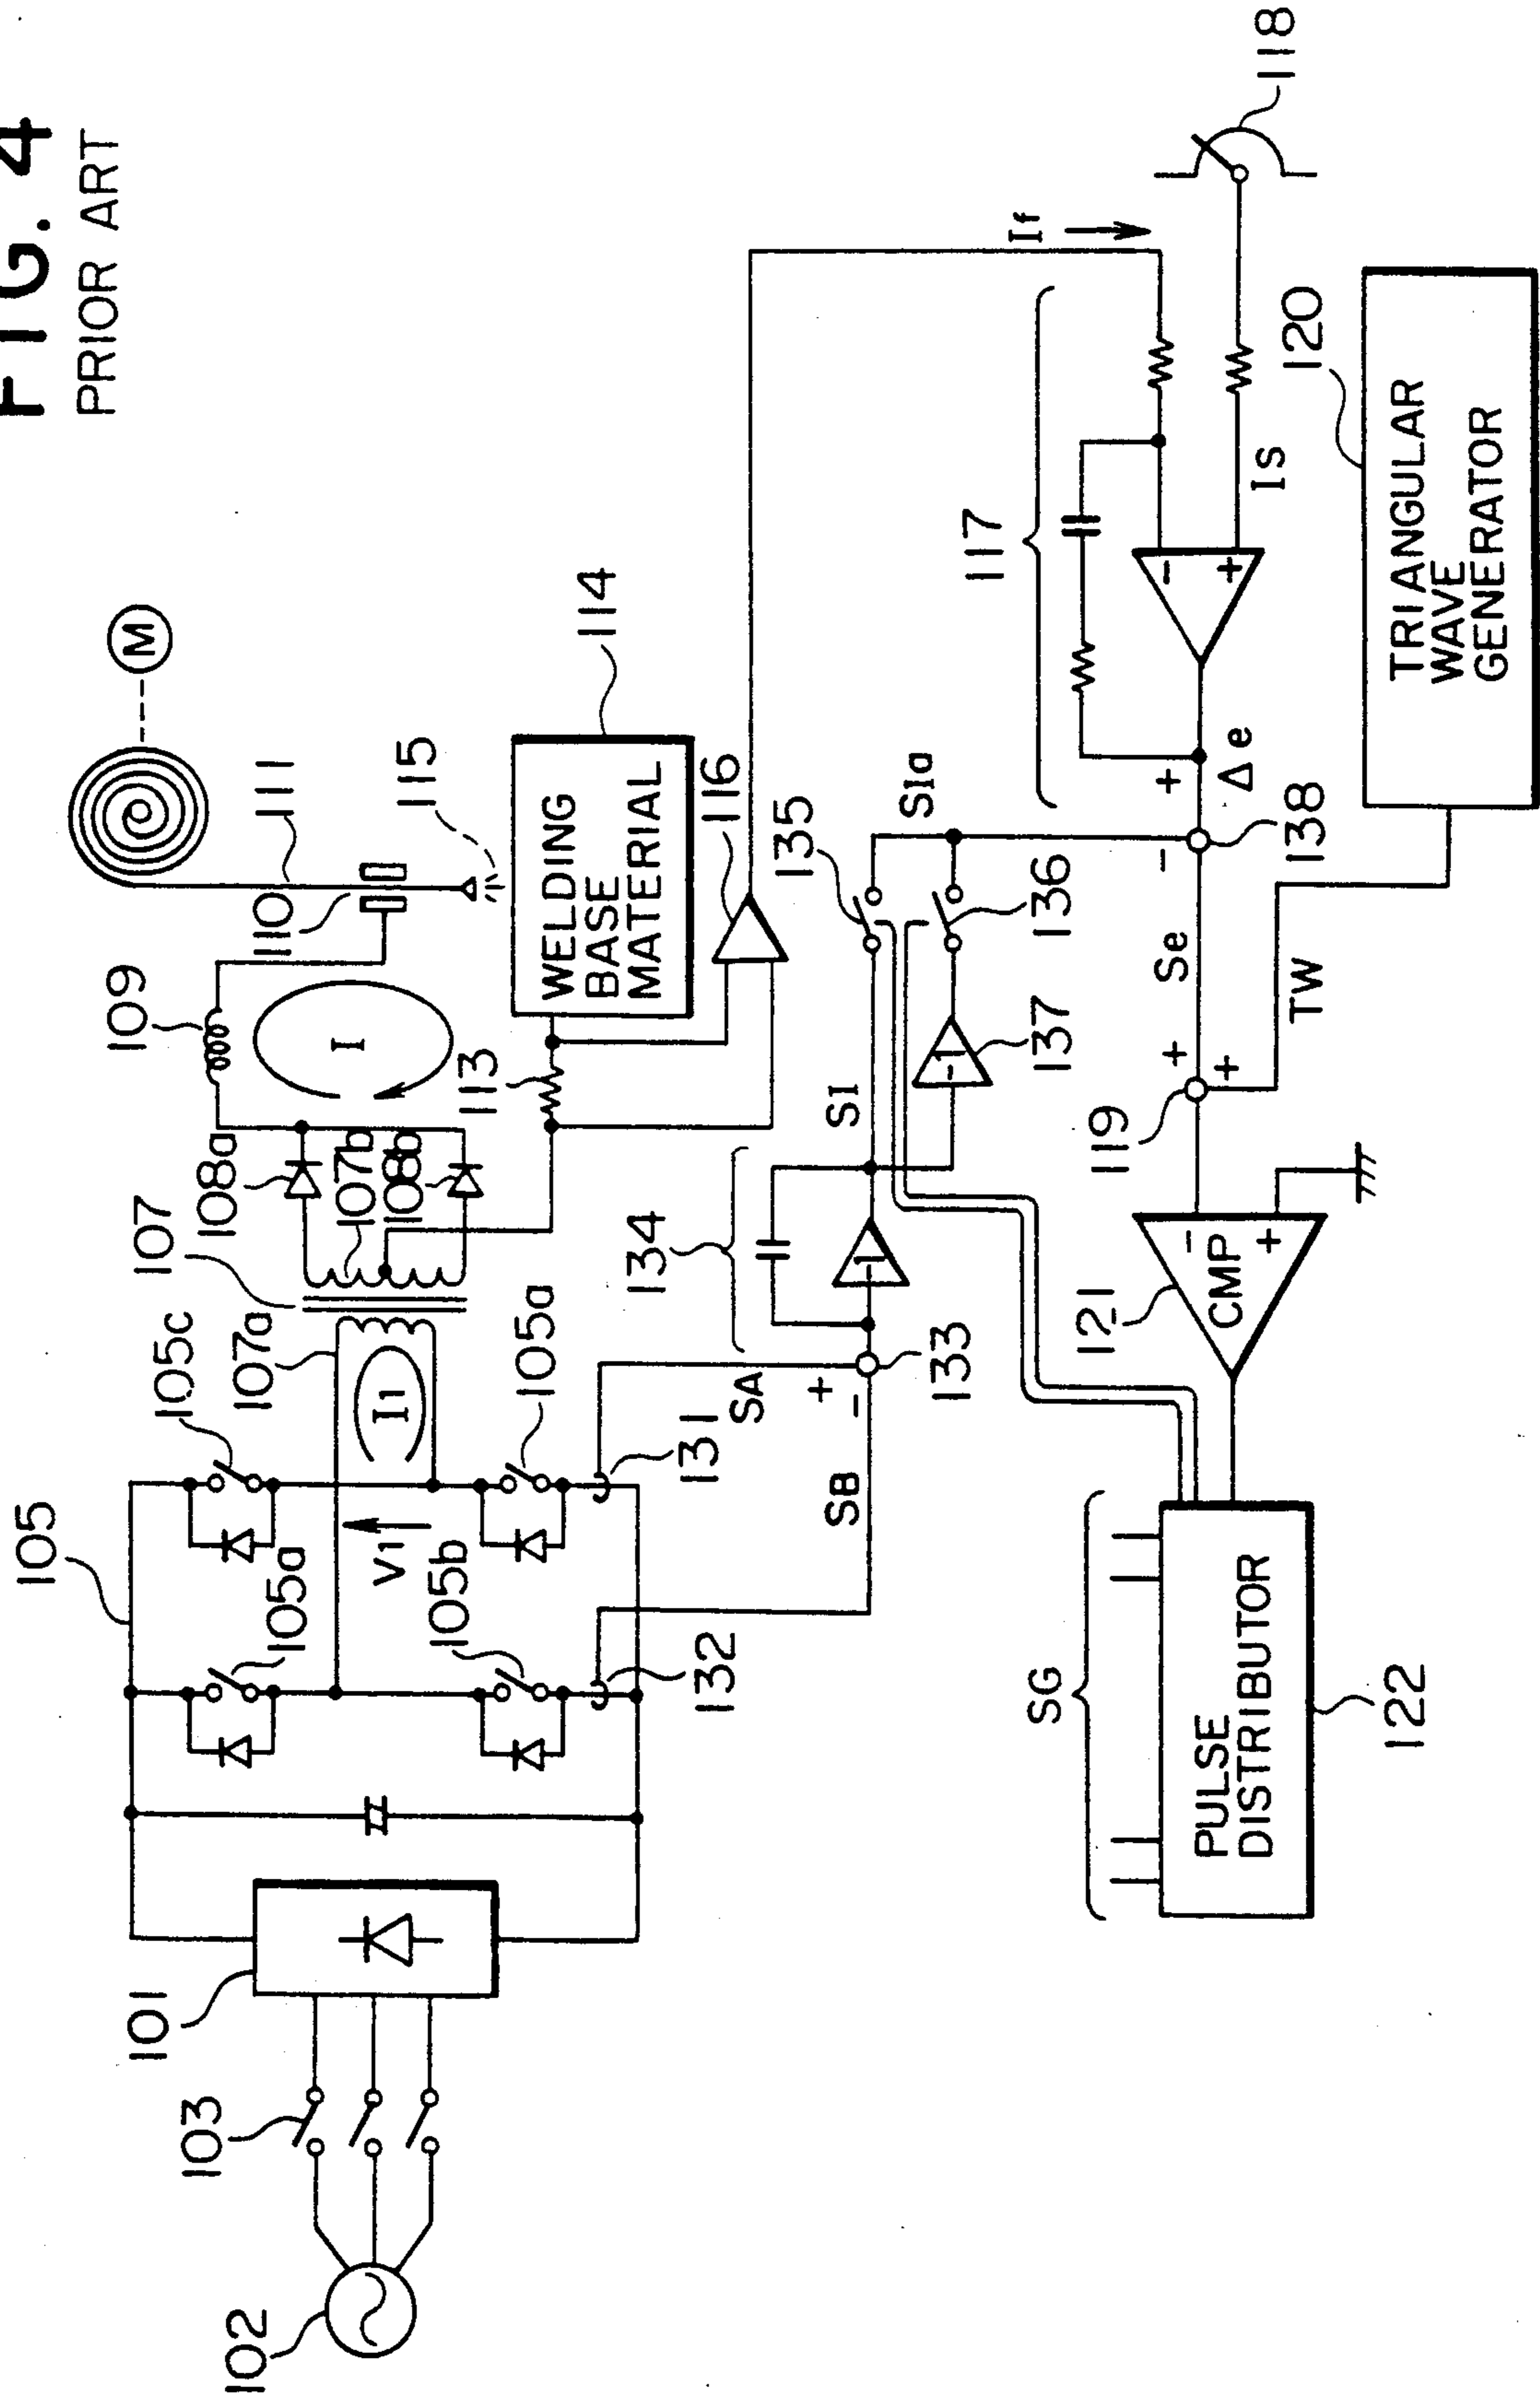 FIG. 4
PRIOR ART
M
111
110
115
109
I
WELDING
BASE
MATERIAL
114
113
116
108a
107b
108b
107
107a
105c
I1
105a
105
105a
V1
105b
101
103
102
131
132
SA
SB
+
-
133
134
-1
SI
-1
137
135
136
SIa
117
If
118
IS
-
+
Δe
+
-
138
Se
TW
+
+
119
120
TRIANGULAR
WAVE
GENERATOR
121
CMP
-
+
SG
PULSE
DISTRIBUTOR
122